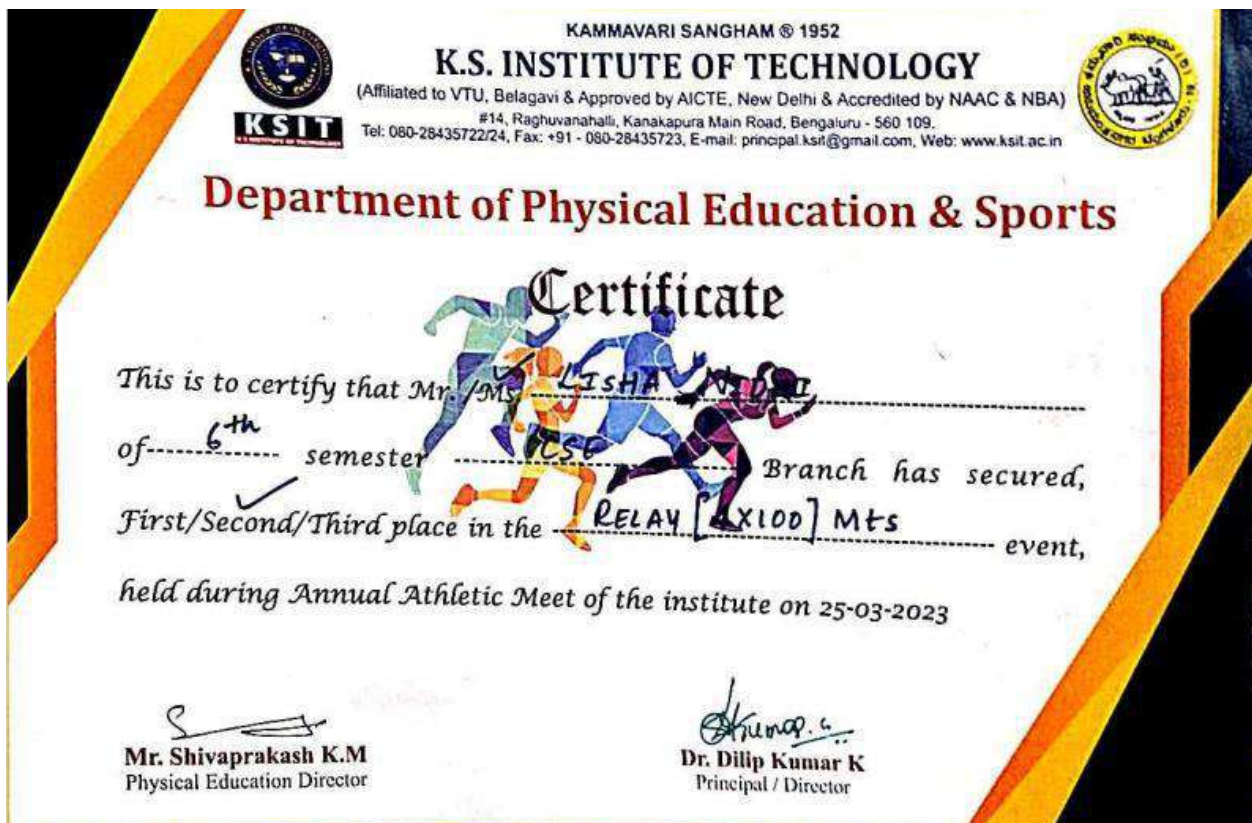 KAMMAVARI SANGHAM ® 1952
K.S. INSTITUTE OF TECHNOLOGY
(Affiliated to VTU, Belagavi & Approved by AICTE, New Delhi & Accredited by NAAC & NBA)
#14, Raghuvanahalli, Kanakapura Main Road, Bengaluru - 560 109.
Tel: 080-28435722/24, Fax: +91 - 080-28435723, E-mail: principal.ksit@gmail.com, Web: www.ksit.ac.in
KSIT
K S INSTITUTE OF TECHNOLOGY
Department of Physical Education & Sports
Certificate
This is to certify that Mr. /Ms ✓ LISHA
of 6th semester CSE Branch has secured,
First/Second/Third place in the RELAY [4X100] Mts event,
held during Annual Athletic Meet of the institute on 25-03-2023
Mr. Shivaprakash K.M
Physical Education Director
Dr. Dilip Kumar K
Principal / Director